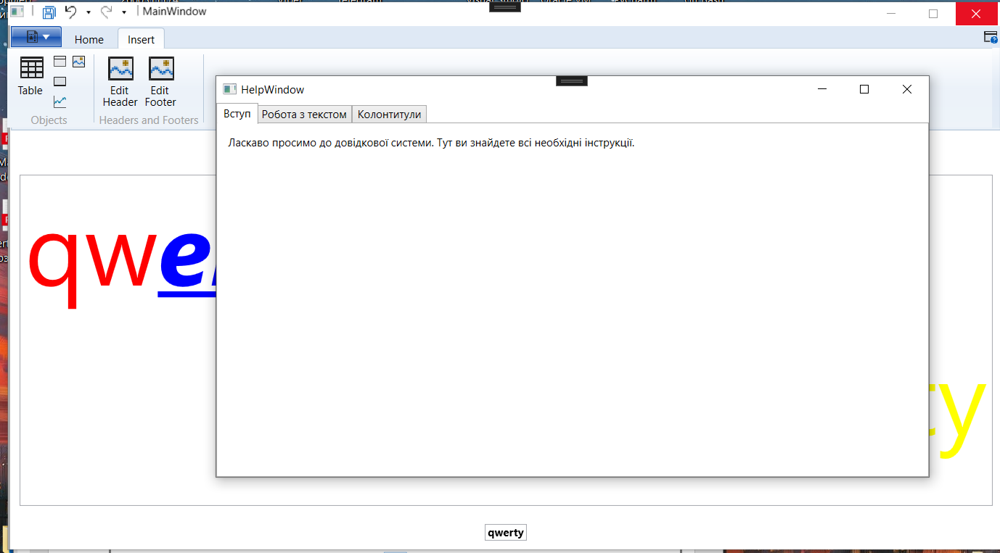 MainWindow
Home
Insert
Table
Edit Header
Edit Footer
Objects
Headers and Footers
HelpWindow
Вступ
Робота з текстом
Колонтитули
Ласкаво просимо до довідкової системи. Тут ви знайдете всі необхідні інструкції.
qwe
ty
qwerty